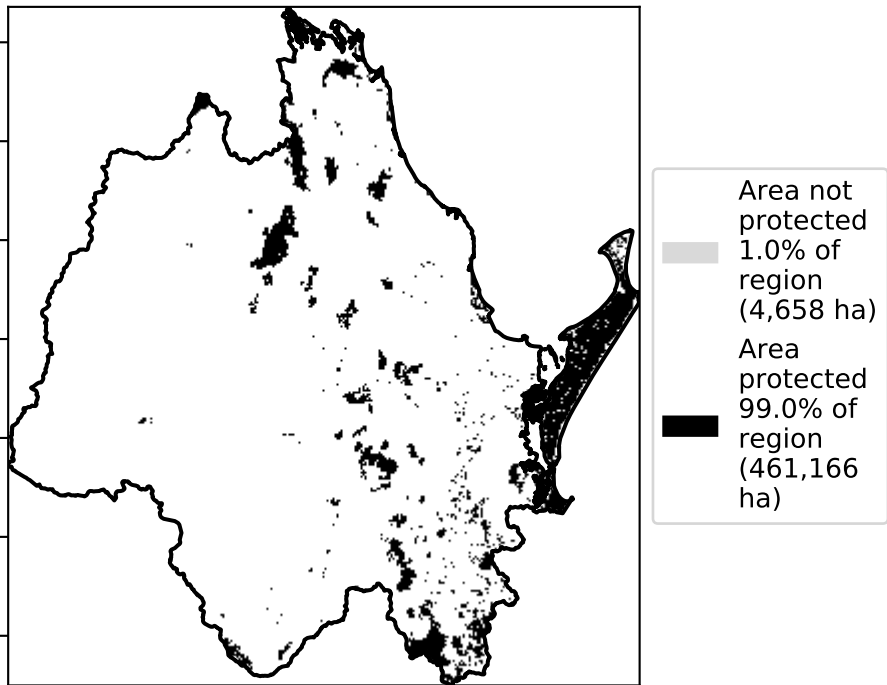 Area not
protected
1.0% of
region
(4,658 ha)
Area
protected
99.0% of
region
(461,166
ha)